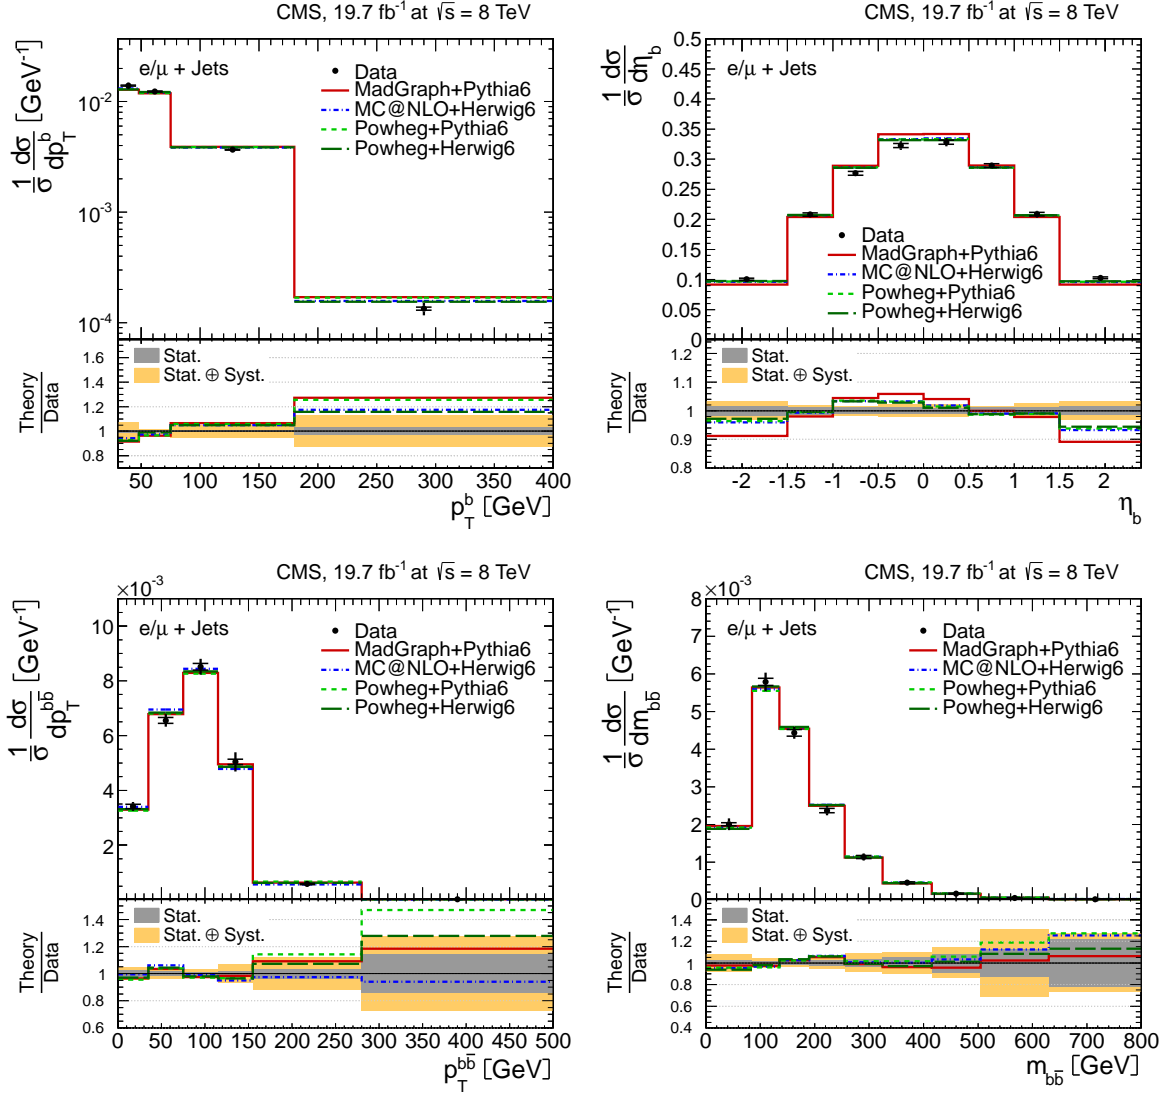 CMS, 19.7 fb⁻¹ at √s = 8 TeV
e/μ + Jets
Data
MadGraph+Pythia6
MC@NLO+Herwig6
Powheg+Pythia6
Powheg+Herwig6
1/σ dσ/dp_T^b [GeV⁻¹]
10⁻²
10⁻³
10⁻⁴
Stat.
Stat. ⊕ Syst.
Theory/Data
1.6
1.4
1.2
1
0.8
50 100 150 200 250 300 350 400
p_T^b [GeV]
CMS, 19.7 fb⁻¹ at √s = 8 TeV
e/μ + Jets
1/σ dσ/dη_b
0.5
0.45
0.4
0.35
0.3
0.25
0.2
0.15
0.1
0.05
0
Data
MadGraph+Pythia6
MC@NLO+Herwig6
Powheg+Pythia6
Powheg+Herwig6
Stat.
Stat. ⊕ Syst.
Theory/Data
1.2
1.1
1
0.9
0.8
-2 -1.5 -1 -0.5 0 0.5 1 1.5 2
η_b
CMS, 19.7 fb⁻¹ at √s = 8 TeV
×10⁻³
e/μ + Jets
Data
MadGraph+Pythia6
MC@NLO+Herwig6
Powheg+Pythia6
Powheg+Herwig6
1/σ dσ/dp_T^bb̅ [GeV⁻¹]
10
8
6
4
2
Stat.
Stat. ⊕ Syst.
Theory/Data
1.4
1.2
1
0.8
0.6
0 50 100 150 200 250 300 350 400 450 500
p_T^bb̅ [GeV]
CMS, 19.7 fb⁻¹ at √s = 8 TeV
×10⁻³
e/μ + Jets
Data
MadGraph+Pythia6
MC@NLO+Herwig6
Powheg+Pythia6
Powheg+Herwig6
1/σ dσ/dm_bb̅ [GeV⁻¹]
8
7
6
5
4
3
2
1
0
Stat.
Stat. ⊕ Syst.
Theory/Data
1.4
1.2
1
0.8
0.6
0.4
0 100 200 300 400 500 600 700 800
m_bb̅ [GeV]